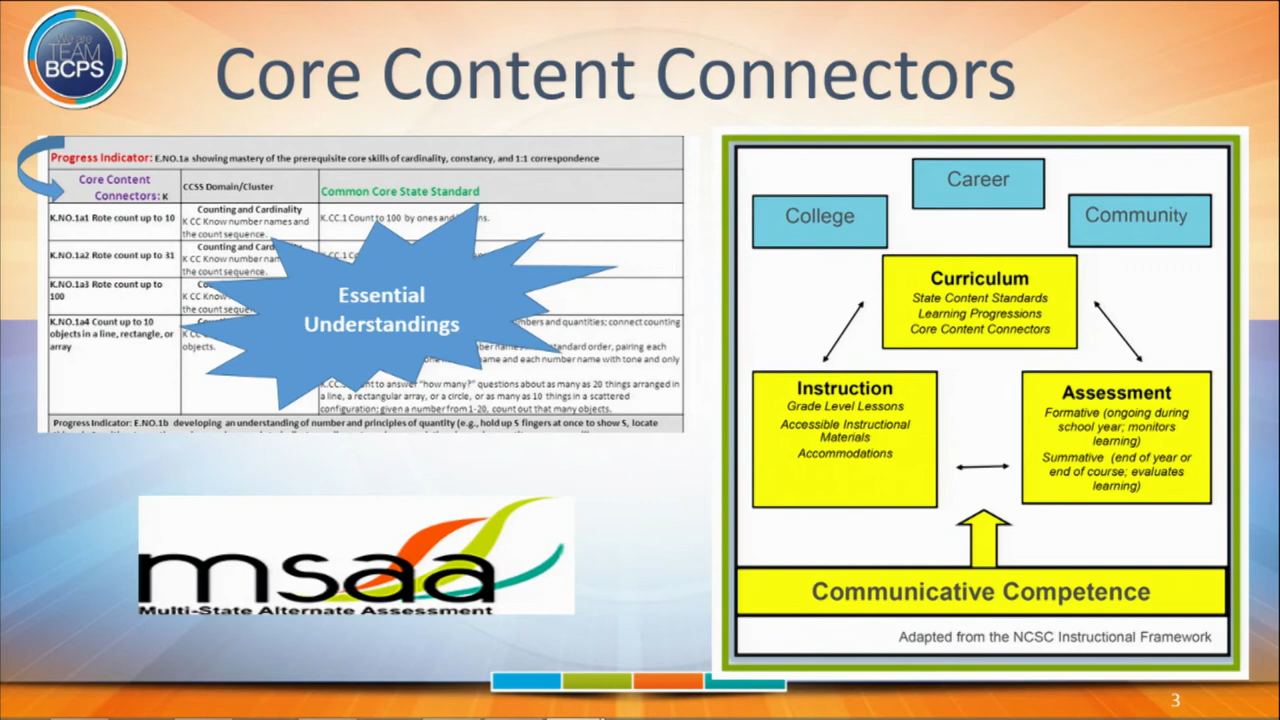 We are
TEAM
BCPS
Core Content Connectors
Progress Indicator: E.NO.1a showing mastery of the prerequisite core skills of cardinality, constancy, and 1:1 correspondence
Core Content
Connectors: K
CCSS Domain/Cluster
Common Core State Standard
K.NO.1a1 Rote count up to 10
Counting and Cardinality
K CC Know number names and
the count sequence.
K.CC.1 Count to 100 by ones and
K.NO.1a2 Rote count up to 31
Counting and
K CC Know number
the count sequence.
K.NO.1a3 Rote count up to
100
K CC
the count
K.NO.1a4 Count up to 10
objects in a line, rectangle, or
array
objects.
and quantities; connect counting
standard order, pairing each
name and each number name with tone and only
to answer "how many?" questions about as many as 20 things arranged in
a line, a rectangular array, or a circle, or as many as 10 things in a scattered
configuration; given a number from 1-20, count out that many objects.
Essential
Understandings
Progress Indicator: E.NO.1b developing an understanding of number and principles of quantity (e.g., hold up 5 fingers at once to show 5, locate
msaa
Multi-State Alternate Assessment
Career
College
Community
Curriculum
State Content Standards
Learning Progressions
Core Content Connectors
Instruction
Grade Level Lessons
Accessible Instructional
Materials
Accommodations
Assessment
Formative (ongoing during
school year; monitors
learning)
Summative (end of year or
end of course; evaluates
learning)
Communicative Competence
Adapted from the NCSC Instructional Framework
3